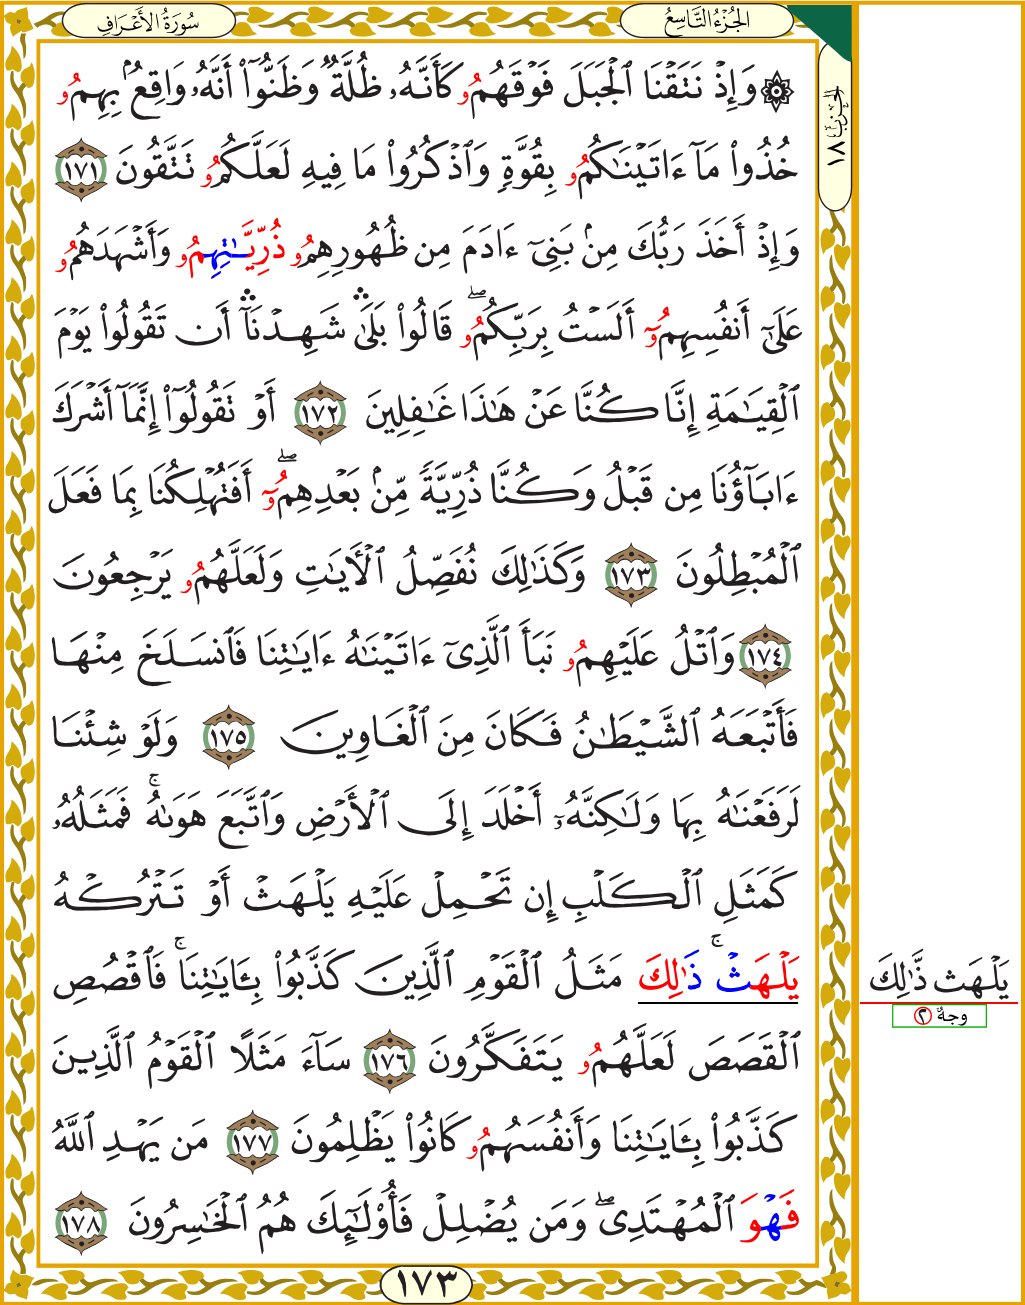 سُورَةُ الأَعْرَافِ
الجُزْءُ التَّاسِعُ
الحِزْبُ ١٨
۞ وَإِذْ نَتَقْنَا ٱلْجَبَلَ فَوْقَهُمُۥ كَأَنَّهُۥ ظُلَّةٌ وَظَنُّوٓا۟ أَنَّهُۥ وَاقِعٌۢ بِهِمُۥ
خُذُوا۟ مَآ ءَاتَيْنَٰكُمُۥ بِقُوَّةٍ وَٱذْكُرُوا۟ مَا فِيهِ لَعَلَّكُمُۥ تَتَّقُونَ ١٧١
وَإِذْ أَخَذَ رَبُّكَ مِنۢ بَنِىٓ ءَادَمَ مِن ظُهُورِهِمُۥ ذُرِّيَّـٰتِهِمُۥ وَأَشْهَدَهُمُۥ
عَلَىٰٓ أَنفُسِهِمُۥٓ أَلَسْتُ بِرَبِّكُمُۥۖ قَالُوا۟ بَلَىٰۛ شَهِدْنَآۛ أَن تَقُولُوا۟ يَوْمَ
ٱلْقِيَـٰمَةِ إِنَّا كُنَّا عَنْ هَـٰذَا غَـٰفِلِينَ ١٧٢ أَوْ تَقُولُوٓا۟ إِنَّمَآ أَشْرَكَ
ءَابَآؤُنَا مِن قَبْلُ وَكُنَّا ذُرِّيَّةً مِّنۢ بَعْدِهِمُۥٓۖ أَفَتُهْلِكُنَا بِمَا فَعَلَ
ٱلْمُبْطِلُونَ ١٧٣ وَكَذَٰلِكَ نُفَصِّلُ ٱلْأَيَـٰتِ وَلَعَلَّهُمُۥ يَرْجِعُونَ
١٧٤ وَٱتْلُ عَلَيْهِمُۥ نَبَأَ ٱلَّذِىٓ ءَاتَيْنَـٰهُ ءَايَـٰتِنَا فَٱنسَلَخَ مِنْهَا
فَأَتْبَعَهُ ٱلشَّيْطَـٰنُ فَكَانَ مِنَ ٱلْغَاوِينَ ١٧٥ وَلَوْ شِئْنَا
لَرَفَعْنَـٰهُ بِهَا وَلَـٰكِنَّهُۥٓ أَخْلَدَ إِلَى ٱلْأَرْضِ وَٱتَّبَعَ هَوَىٰهُۚ فَمَثَلُهُۥ
كَمَثَلِ ٱلْكَلْبِ إِن تَحْمِلْ عَلَيْهِ يَلْهَثْ أَوْ تَتْرُكْهُ
يَلْهَثْۚ ذَٰلِكَ مَثَلُ ٱلْقَوْمِ ٱلَّذِينَ كَذَّبُوا۟ بِـَٔايَـٰتِنَاۚ فَٱقْصُصِ
يَلْهَث ذَّٰلِكَ
وجهٌ ٢
ٱلْقَصَصَ لَعَلَّهُمُۥ يَتَفَكَّرُونَ ١٧٦ سَآءَ مَثَلًا ٱلْقَوْمُ ٱلَّذِينَ
كَذَّبُوا۟ بِـَٔايَـٰتِنَا وَأَنفُسَهُمُۥ كَانُوا۟ يَظْلِمُونَ ١٧٧ مَن يَهْدِ ٱللَّهُ
فَهْوَ ٱلْمُهْتَدِىۖ وَمَن يُضْلِلْ فَأُو۟لَـٰٓئِكَ هُمُ ٱلْخَـٰسِرُونَ ١٧٨
١٧٣